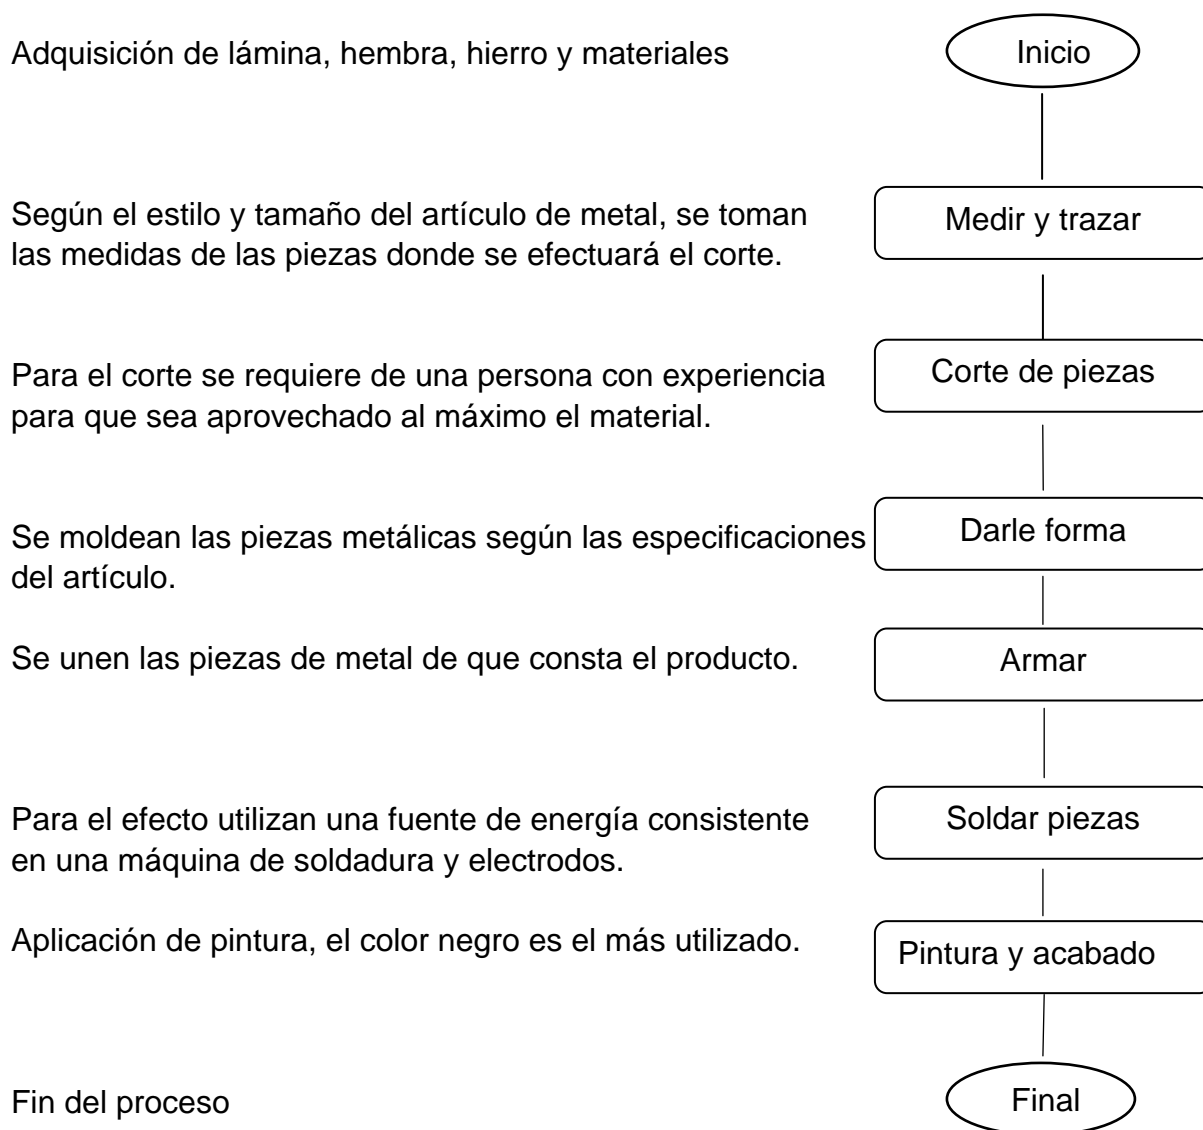 Adquisición de lámina, hembra, hierro y materiales
Inicio
Según el estilo y tamaño del artículo de metal, se toman
las medidas de las piezas donde se efectuará el corte.
Medir y trazar
Para el corte se requiere de una persona con experiencia
para que sea aprovechado al máximo el material.
Corte de piezas
Se moldean las piezas metálicas según las especificaciones
del artículo.
Darle forma
Se unen las piezas de metal de que consta el producto.
Armar
Para el efecto utilizan una fuente de energía consistente
en una máquina de soldadura y electrodos.
Soldar piezas
Aplicación de pintura, el color negro es el más utilizado.
Pintura y acabado
Fin del proceso
Final